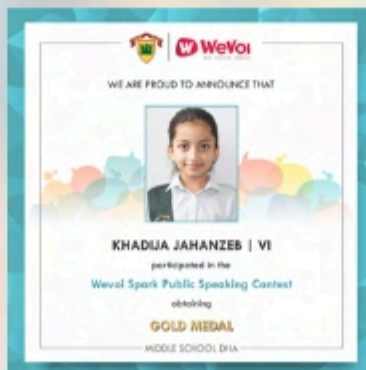 WeVoi
WE ARE PROUD TO ANNOUNCE THAT
KHADIJA JAHANZEB | VI
participated in the
Wevoi Spark Public Speaking Contest
obtaining
GOLD MEDAL
MIDDLE SCHOOL DHA